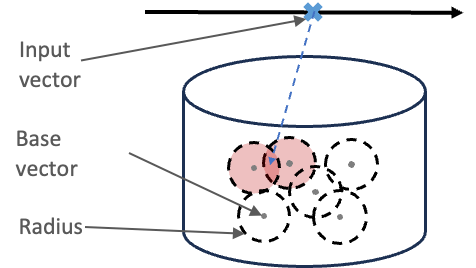 Input
vector
Base
vector
Radius